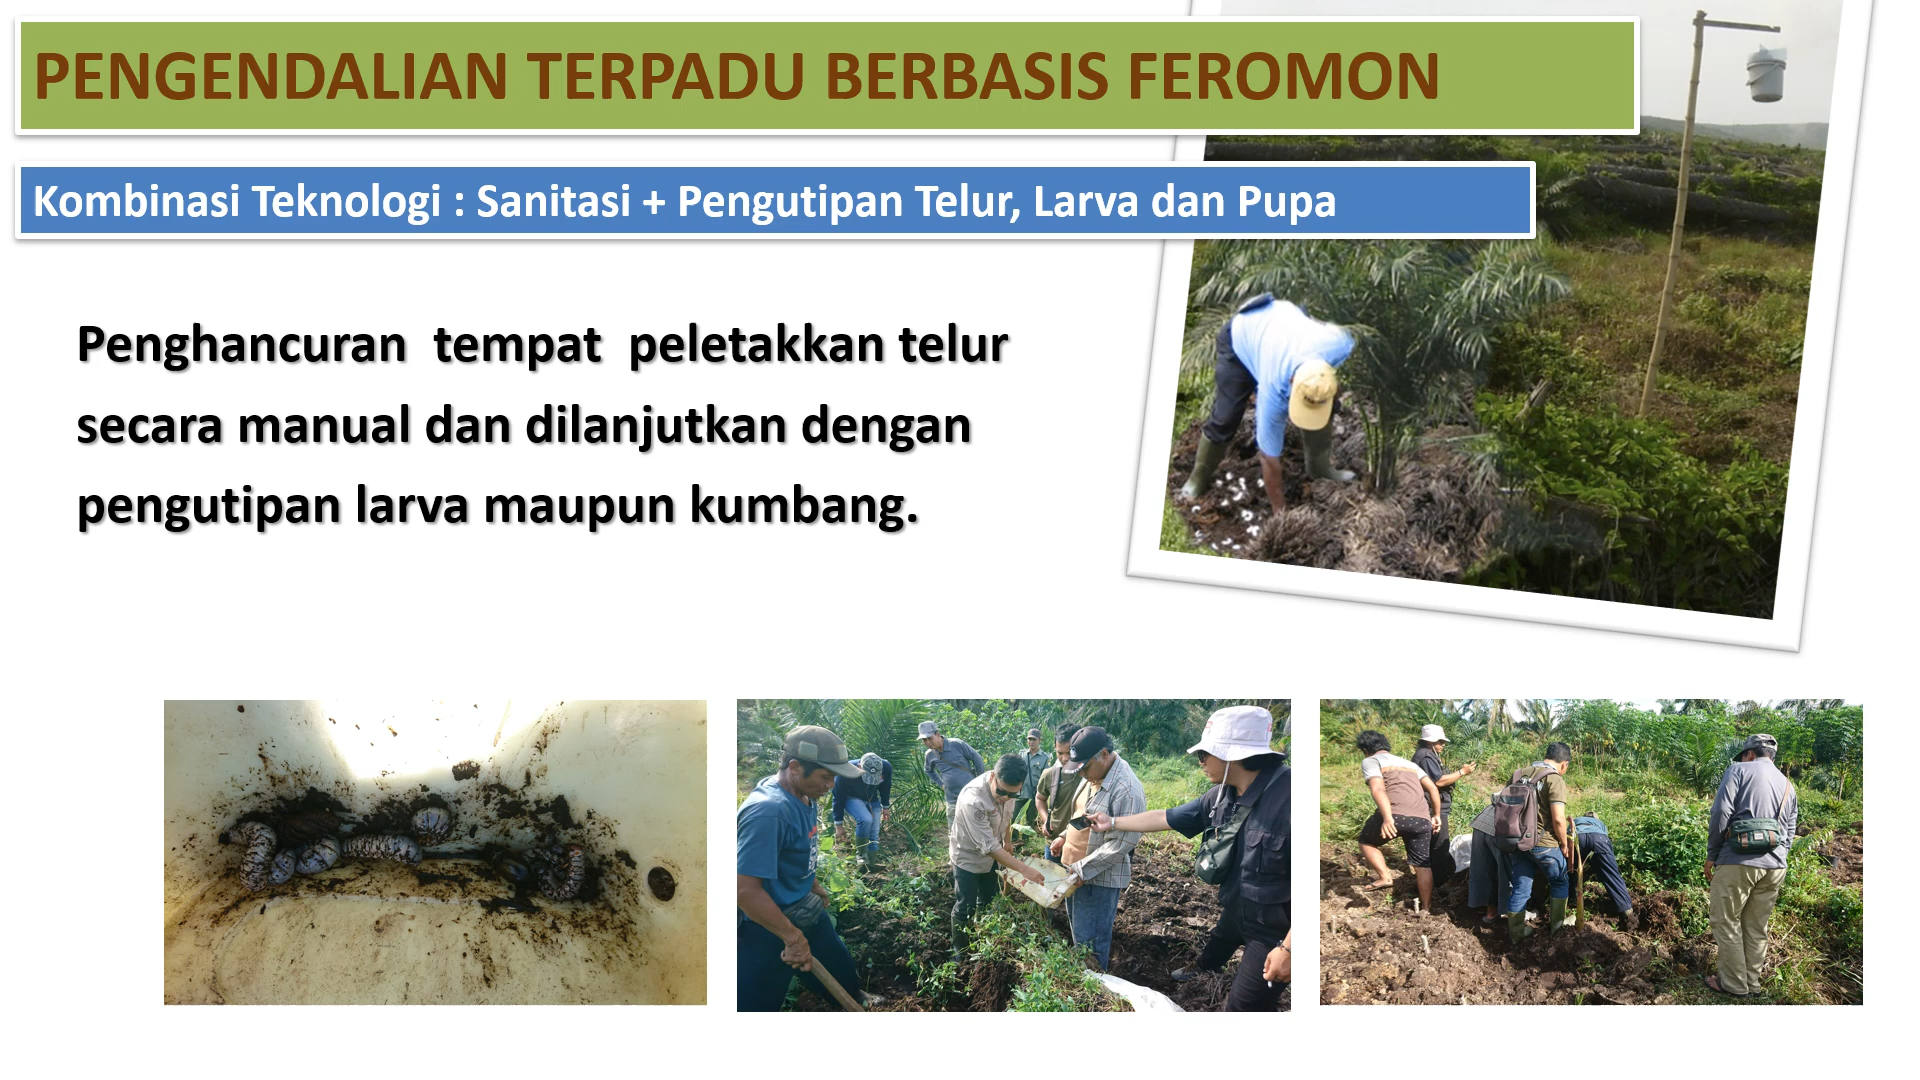 PENGENDALIAN TERPADU BERBASIS FEROMON
Kombinasi Teknologi : Sanitasi + Pengutipan Telur, Larva dan Pupa
Penghancuran tempat peletakkan telur
secara manual dan dilanjutkan dengan
pengutipan larva maupun kumbang.